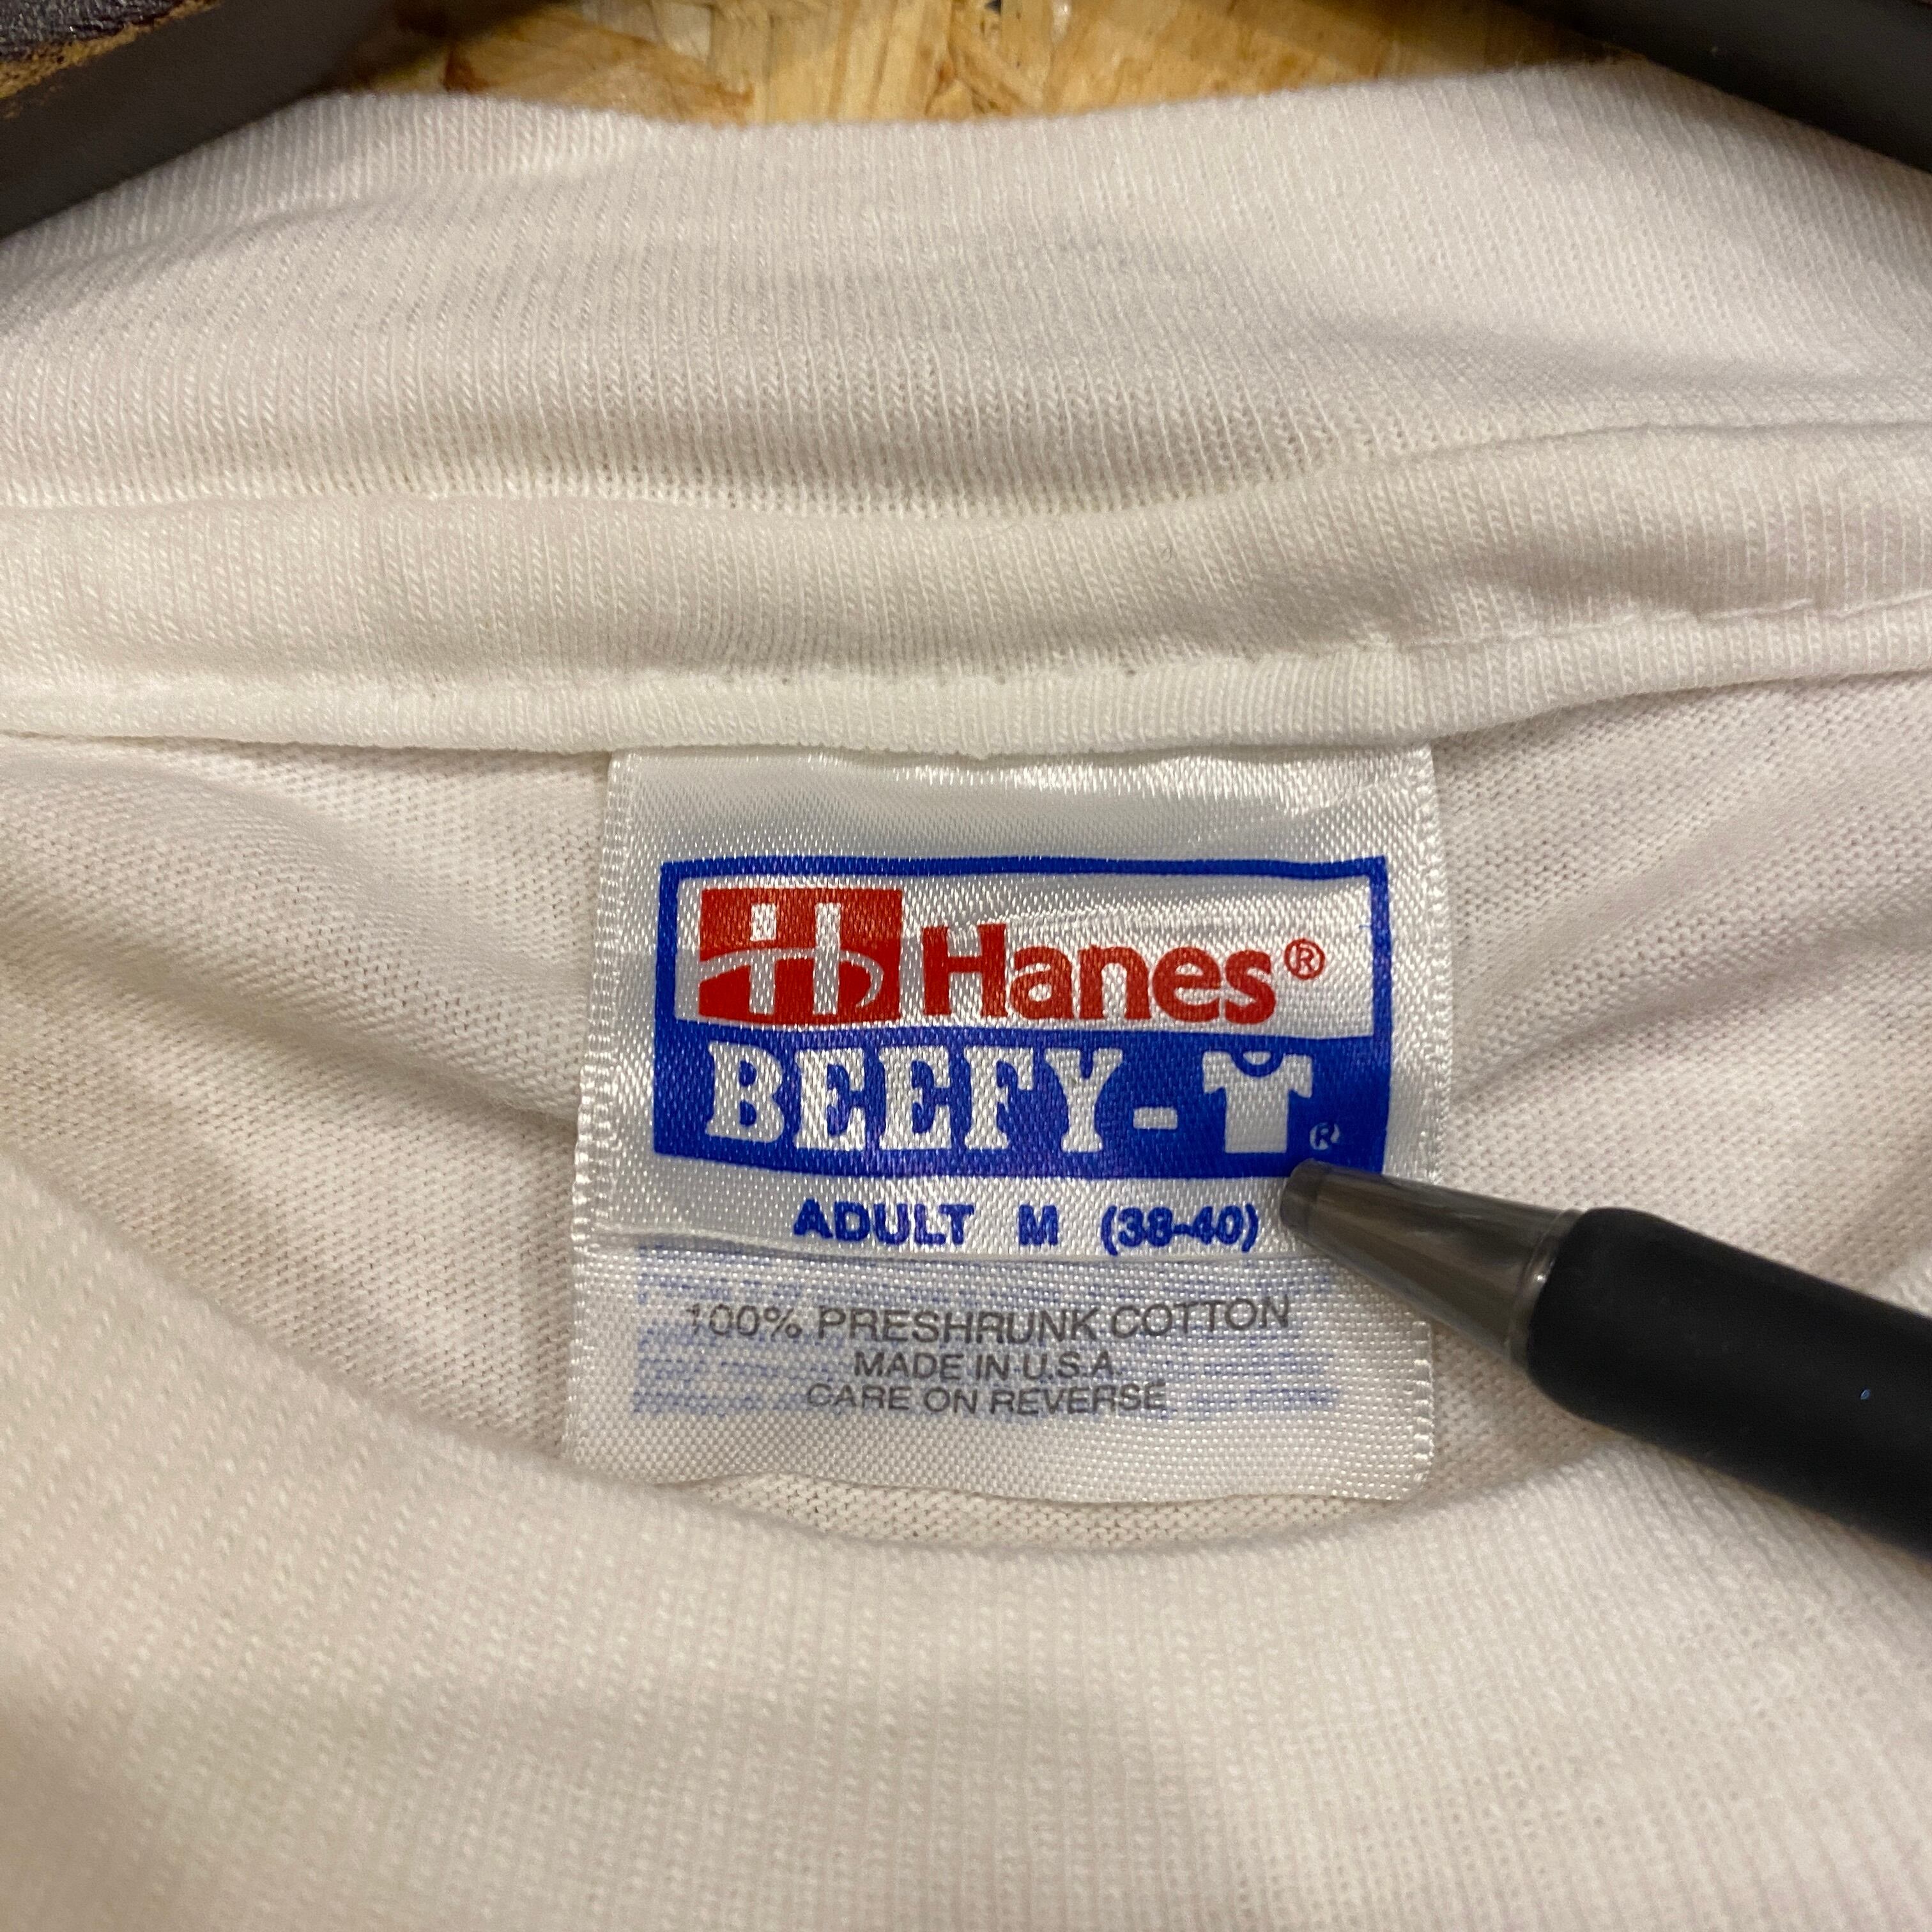 Hanes®
BEEFY-T®
ADULT M (38-40)
100% PRESHRUNK COTTON
MADE IN U.S.A
CARE ON REVERSE